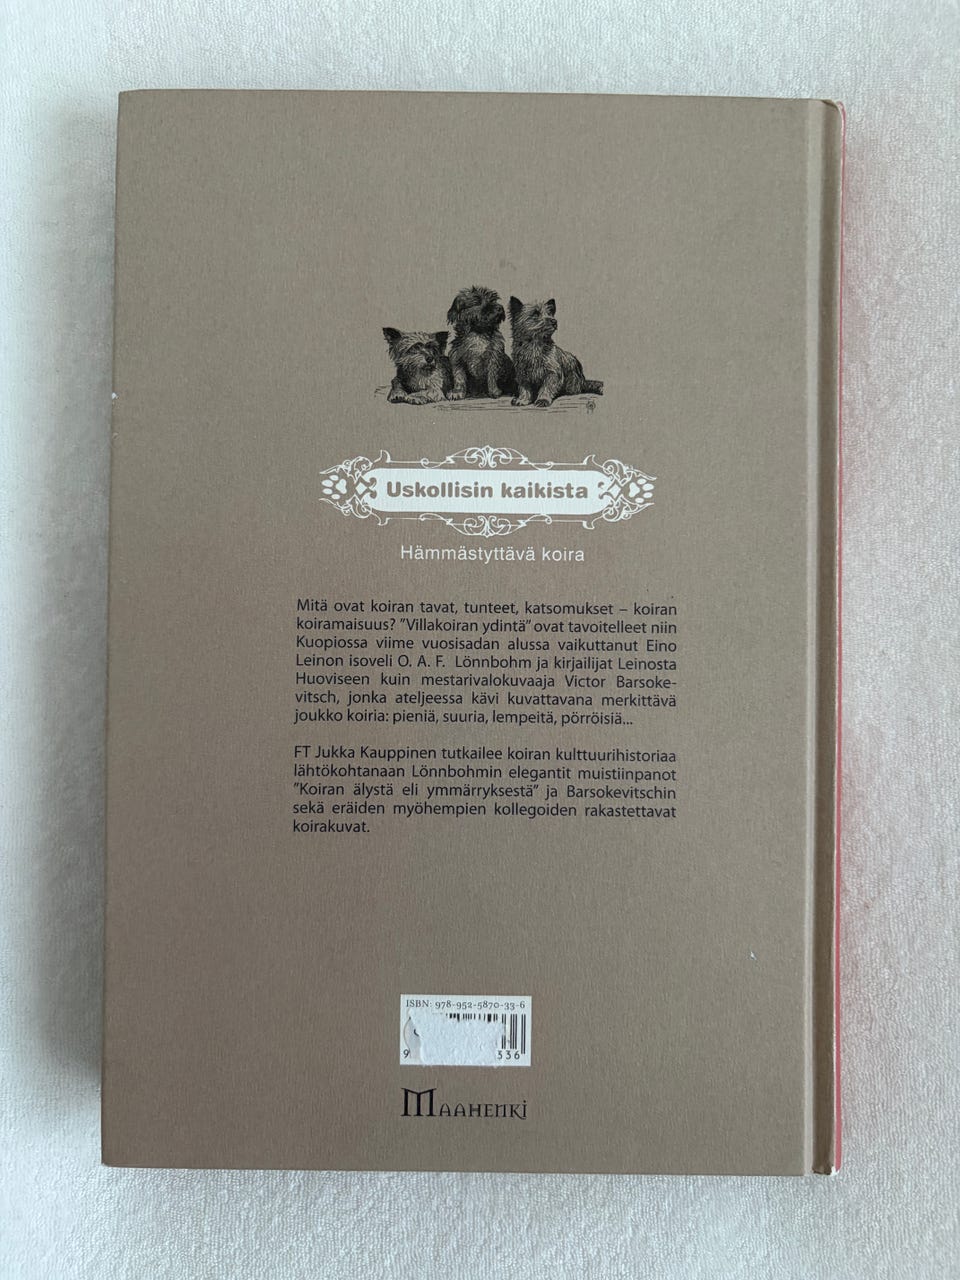 Uskollisin kaikista
Hämmästyttävä koira
Mitä ovat koiran tavat, tunteet, katsomukset – koiran
koiramaisuus? ”Villakoiran ydintä” ovat tavoitelleet niin
Kuopiossa viime vuosisadan alussa vaikuttanut Eino
Leinon isoveli O. A. F. Lönnbohm ja kirjailijat Leinosta
Huoviseen kuin mestarivalokuvaaja Victor Barsoke-
vitsch, jonka ateljeessa kävi kuvattavana merkittävä
joukko koiria: pieniä, suuria, lempeitä, pörröisiä...
FT Jukka Kauppinen tutkailee koiran kulttuurihistoriaa
lähtökohtanaan Lönnbohmin elegantit muistiinpanot
”Koiran älystä eli ymmärryksestä” ja Barsokevitschin
sekä eräiden myöhempien kollegoiden rakastettavat
koirakuvat.
ISBN: 978-952-5870-33-6
9 336
MAAHENKI